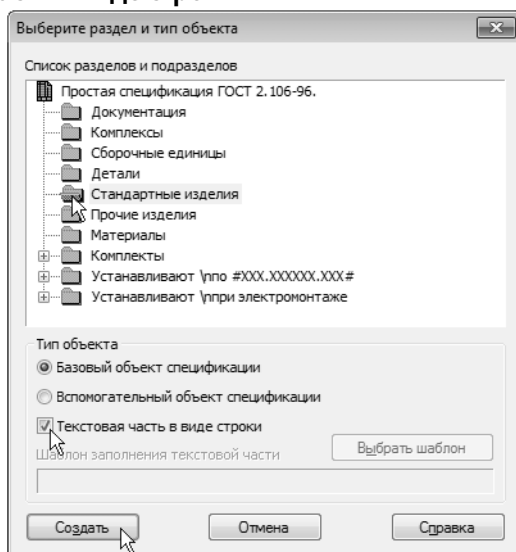 Выберите раздел и тип объекта
Список разделов и подразделов
Простая спецификация ГОСТ 2.106-96.
Документация
Комплексы
Сборочные единицы
Детали
Стандартные изделия
Прочие изделия
Материалы
Комплекты
Устанавливают \nпо #XXX.XXXXXX.XXX#
Устанавливают \nпри электромонтаже
Тип объекта
Базовый объект спецификации
Вспомогательный объект спецификации
Текстовая часть в виде строки
Шаблон заполнения текстовой части
Выбрать шаблон
Создать
Отмена
Справка